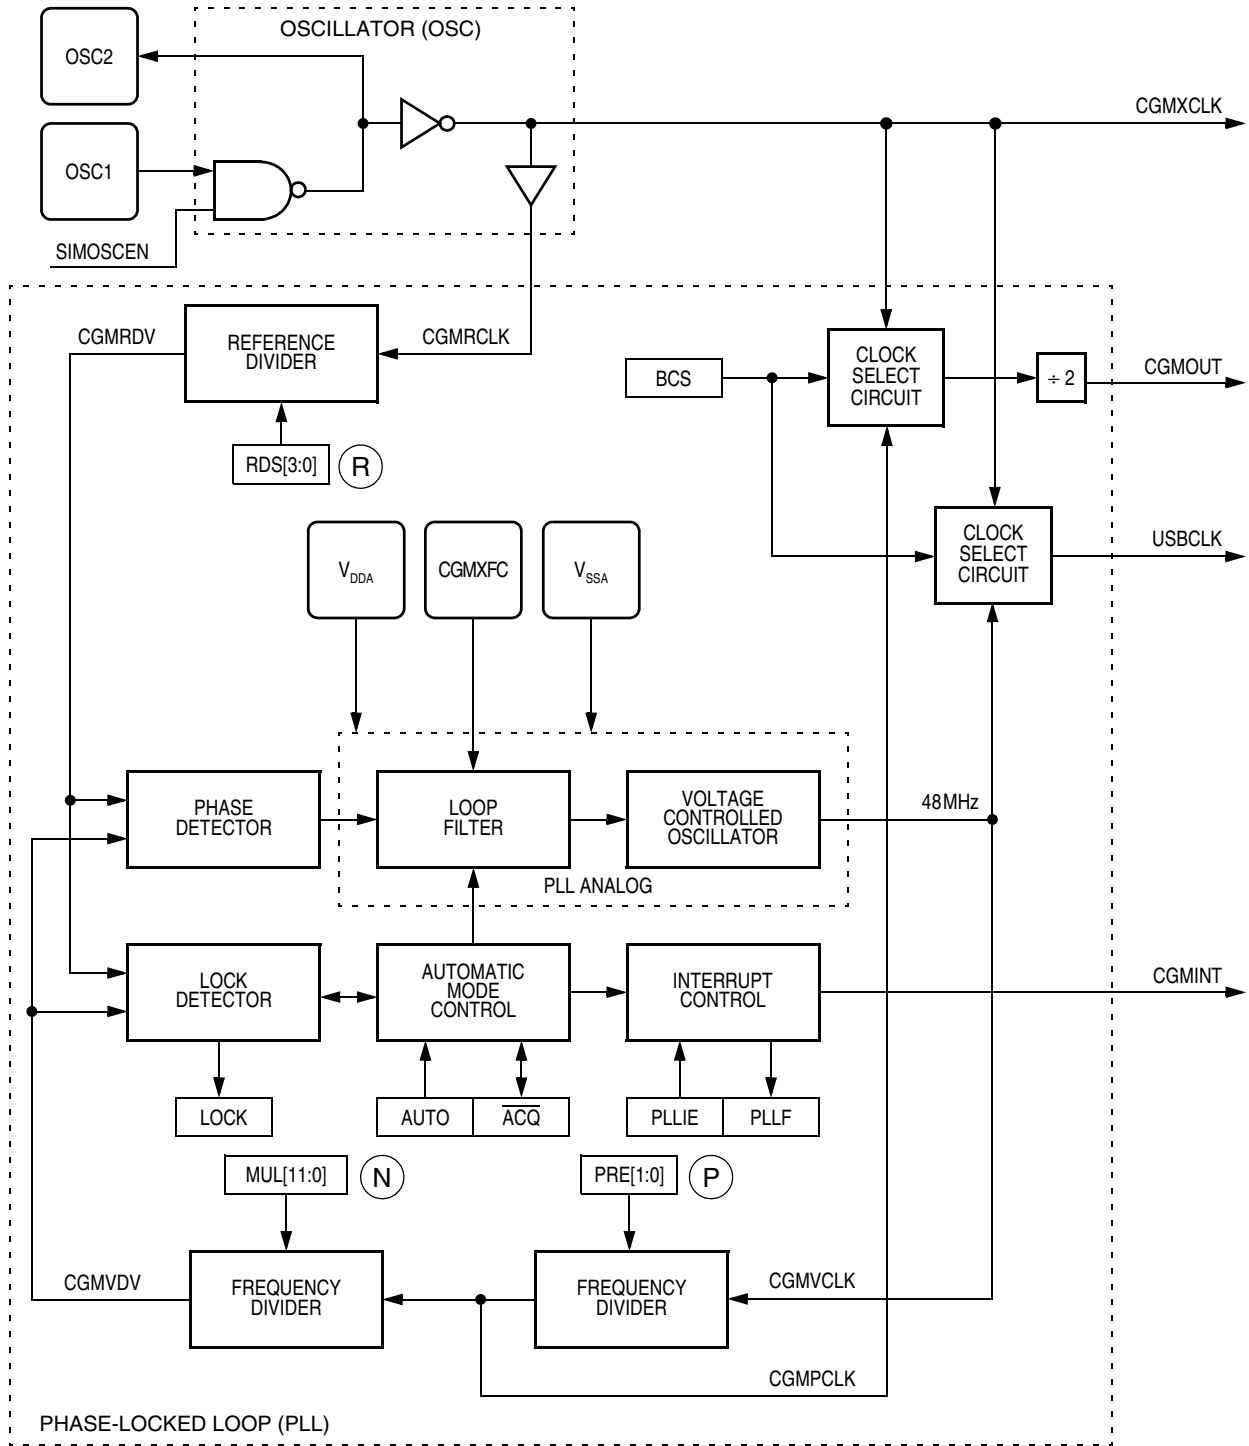 OSCILLATOR (OSC)
OSC2
CGMXCLK
OSC1
SIMOSCEN
CGMRDV
REFERENCE
DIVIDER
CGMRCLK
CLOCK
SELECT
CIRCUIT
BCS
÷ 2
CGMOUT
RDS[3:0]
R
CLOCK
SELECT
CIRCUIT
USBCLK
VDDA
CGMXFC
VSSA
PHASE
DETECTOR
LOOP
FILTER
VOLTAGE
CONTROLLED
OSCILLATOR
48MHz
PLL ANALOG
LOCK
DETECTOR
AUTOMATIC
MODE
CONTROL
INTERRUPT
CONTROL
CGMINT
LOCK
AUTO
ACQ
PLLIE
PLLF
MUL[11:0]
N
PRE[1:0]
P
CGMVDV
FREQUENCY
DIVIDER
FREQUENCY
DIVIDER
CGMVCLK
CGMPCLK
PHASE-LOCKED LOOP (PLL)